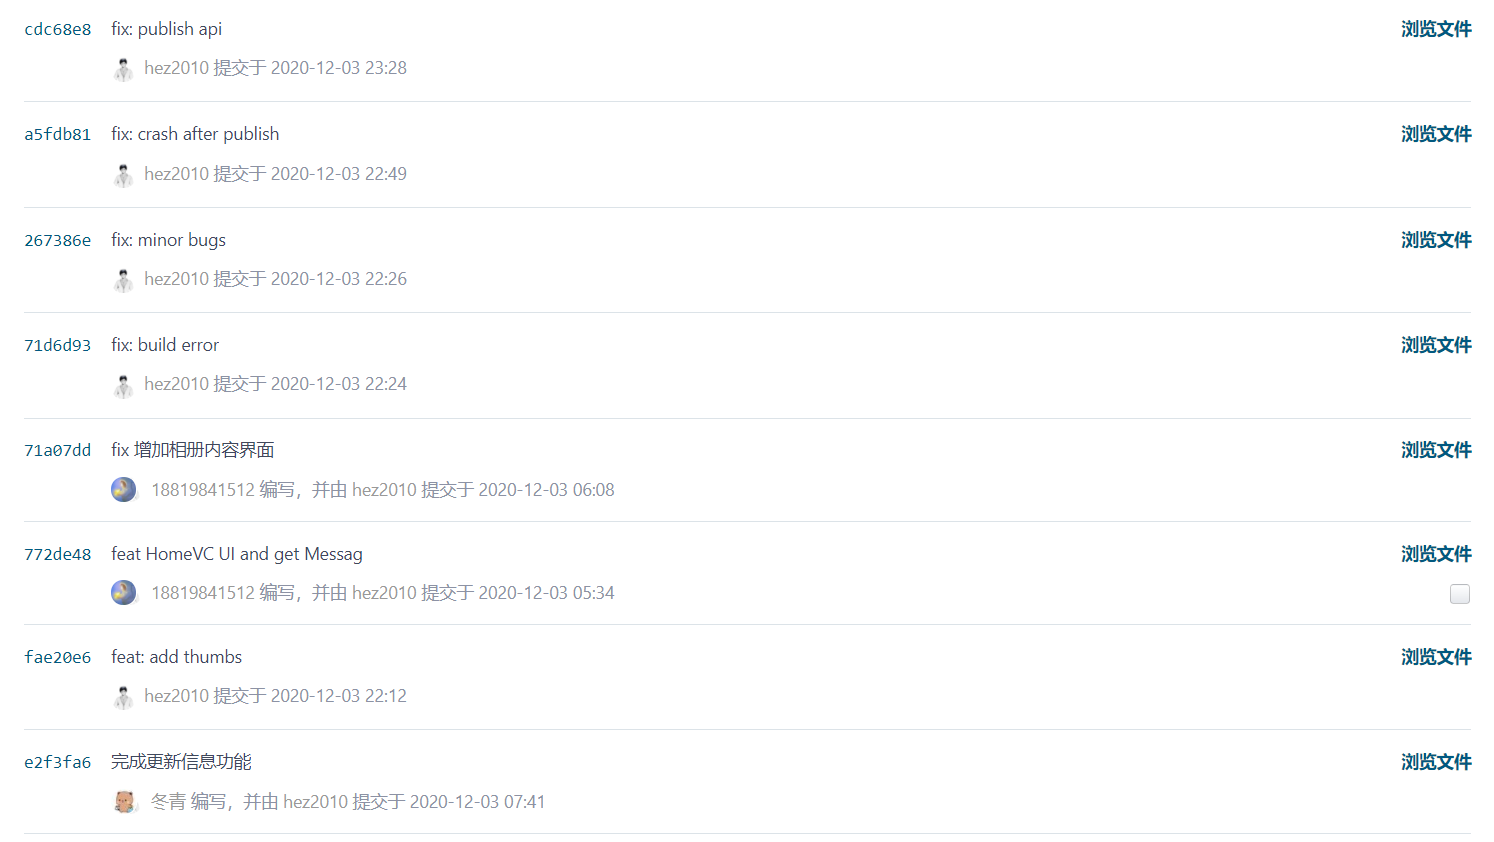 cdc68e8 fix: publish api 浏览文件
hez2010 提交于 2020-12-03 23:28
a5fdb81 fix: crash after publish 浏览文件
hez2010 提交于 2020-12-03 22:49
267386e fix: minor bugs 浏览文件
hez2010 提交于 2020-12-03 22:26
71d6d93 fix: build error 浏览文件
hez2010 提交于 2020-12-03 22:24
71a07dd fix 增加相册内容界面 浏览文件
18819841512 编写，并由 hez2010 提交于 2020-12-03 06:08
772de48 feat HomeVC UI and get Messag 浏览文件
18819841512 编写，并由 hez2010 提交于 2020-12-03 05:34
fae20e6 feat: add thumbs 浏览文件
hez2010 提交于 2020-12-03 22:12
e2f3fa6 完成更新信息功能 浏览文件
冬青 编写，并由 hez2010 提交于 2020-12-03 07:41